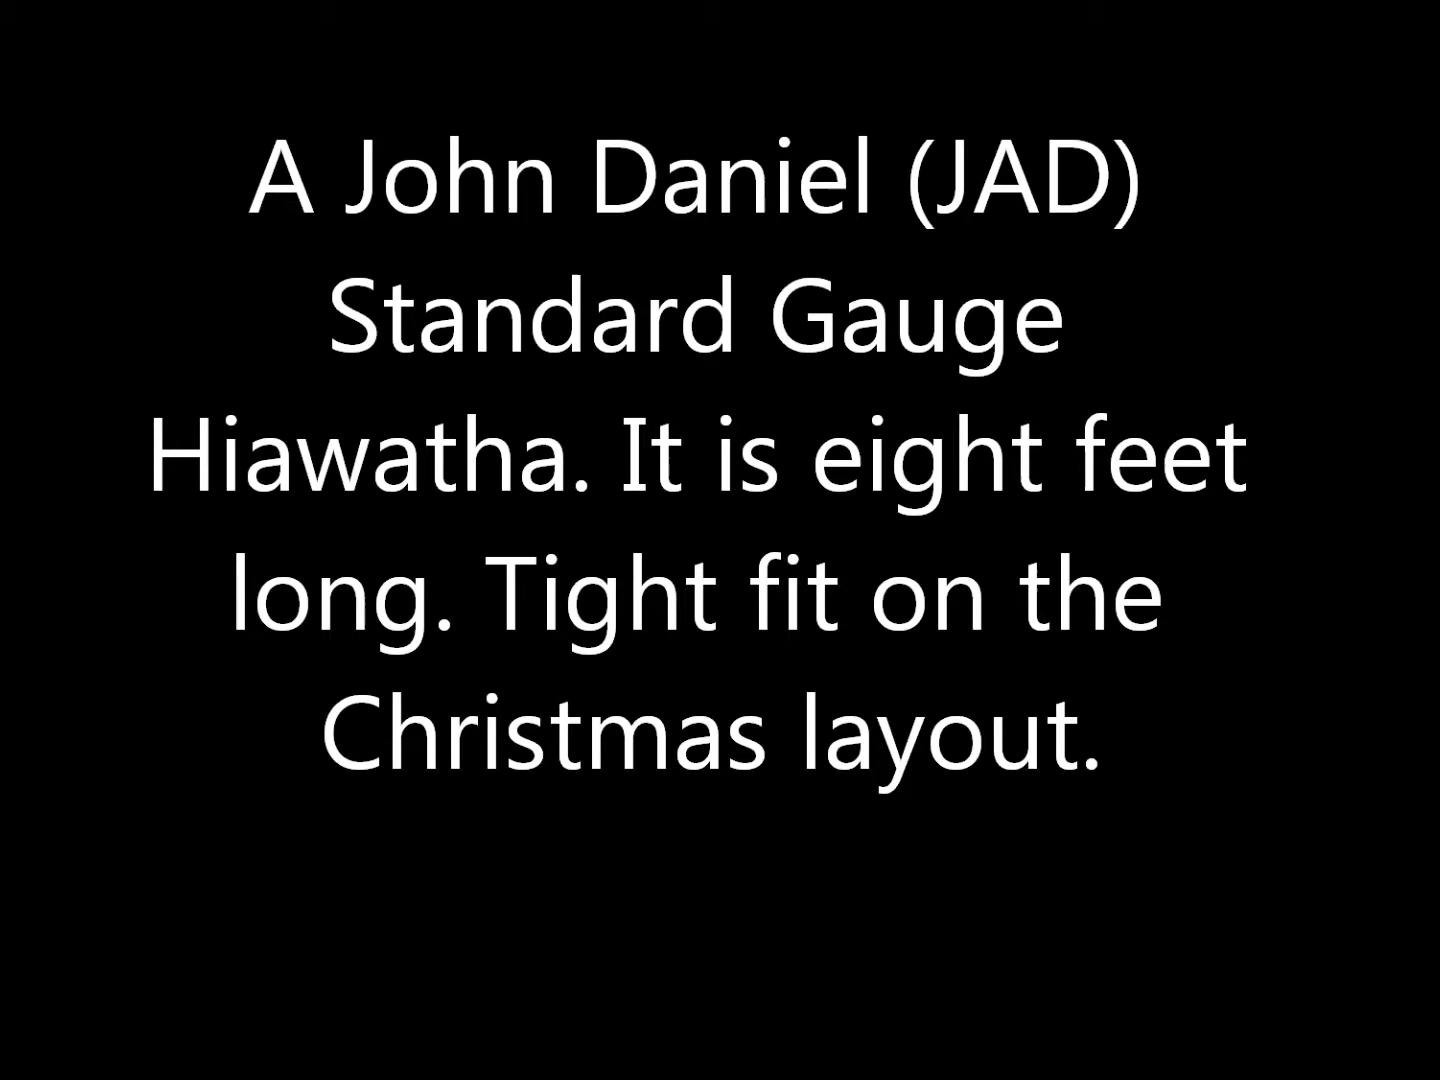 A John Daniel (JAD)
Standard Gauge
Hiawatha. It is eight feet
long. Tight fit on the
Christmas layout.